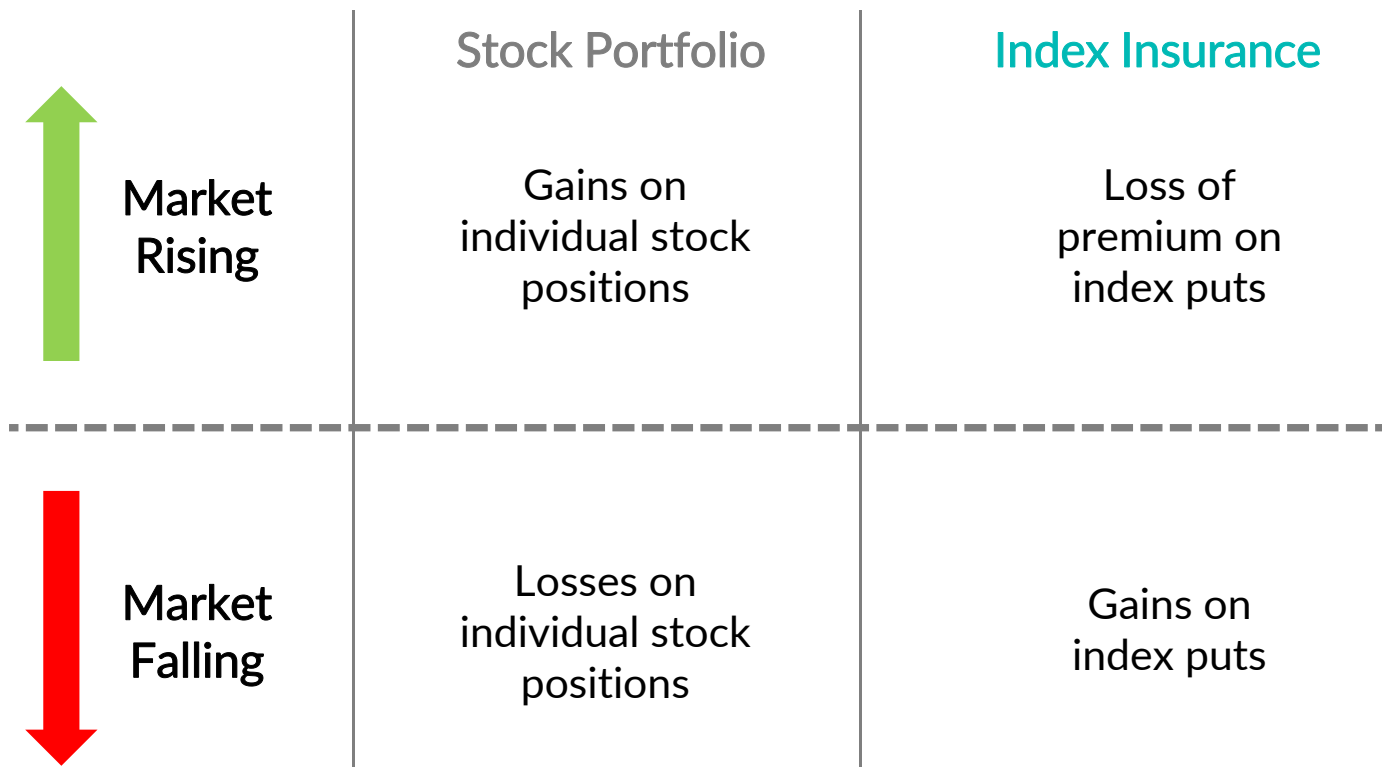 Stock Portfolio
Index Insurance
Market
Rising
Gains on
individual stock
positions
Loss of
premium on
index puts
Market
Falling
Losses on
individual stock
positions
Gains on
index puts